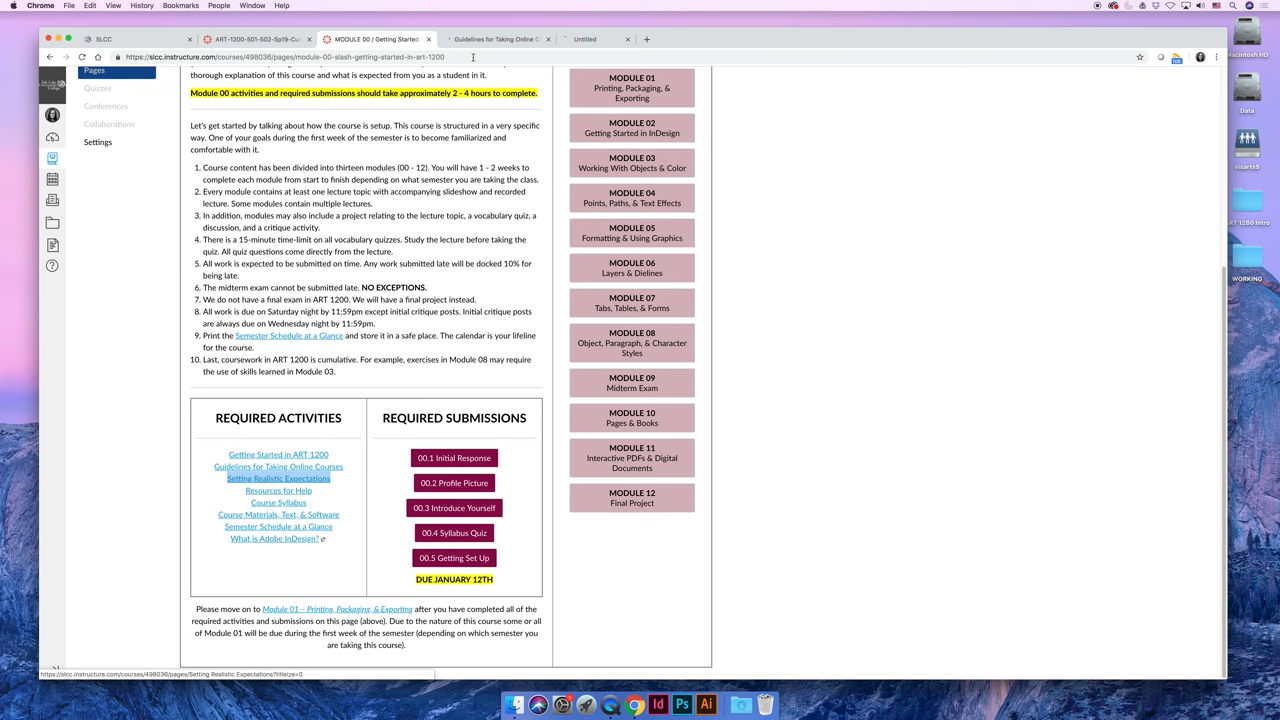 Chrome File Edit View History Bookmarks People Window Help
SLCC
ART-1200-501-502-Sp19-Cur
MODULE 00 / Getting Started
Guidelines for Taking Online C
Untitled
https://slcc.instructure.com/courses/498036/pages/module-00-slash-getting-started-in-art-1200
Pages
Quizzes
Conferences
Collaborations
Settings
thorough explanation of this course and what is expected from you as a student in it.
Module 00 activities and required submissions should take approximately 2 - 4 hours to complete.
Let's get started by talking about how the course is setup. This course is structured in a very specific
way. One of your goals during the first week of the semester is to become familiarized and
comfortable with it.
1. Course content has been divided into thirteen modules (00 - 12). You will have 1 - 2 weeks to
complete each module from start to finish depending on what semester you are taking the class.
2. Every module contains at least one lecture topic with accompanying slideshow and recorded
lecture. Some modules contain multiple lectures.
3. In addition, modules may also include a project relating to the lecture topic, a vocabulary quiz, a
discussion, and a critique activity.
4. There is a 15-minute time-limit on all vocabulary quizzes. Study the lecture before taking the
quiz. All quiz questions come directly from the lecture.
5. All work is expected to be submitted on time. Any work submitted late will be docked 10% for
being late.
6. The midterm exam cannot be submitted late. NO EXCEPTIONS.
7. We do not have a final exam in ART 1200. We will have a final project instead.
8. All work is due on Saturday night by 11:59pm except initial critique posts. Initial critique posts
are always due on Wednesday night by 11:59pm.
9. Print the Semester Schedule at a Glance and store it in a safe place. The calendar is your lifeline
for the course.
10. Last, coursework in ART 1200 is cumulative. For example, exercises in Module 08 may require
the use of skills learned in Module 03.
REQUIRED ACTIVITIES
Getting Started in ART 1200
Guidelines for Taking Online Courses
Setting Realistic Expectations
Resources for Help
Course Syllabus
Course Materials, Text, & Software
Semester Schedule at a Glance
What is Adobe InDesign?
REQUIRED SUBMISSIONS
00.1 Initial Response
00.2 Profile Picture
00.3 Introduce Yourself
00.4 Syllabus Quiz
00.5 Getting Set Up
DUE JANUARY 12TH
Please move on to Module 01 – Printing, Packaging, & Exporting after you have completed all of the
required activities and submissions on this page (above). Due to the nature of this course some or all
of Module 01 will be due during the first week of the semester (depending on which semester you
are taking this course).
MODULE 01
Printing, Packaging, &
Exporting
MODULE 02
Getting Started in InDesign
MODULE 03
Working With Objects & Color
MODULE 04
Points, Paths, & Text Effects
MODULE 05
Formatting & Using Graphics
MODULE 06
Layers & Dielines
MODULE 07
Tabs, Tables, & Forms
MODULE 08
Object, Paragraph, & Character
Styles
MODULE 09
Midterm Exam
MODULE 10
Pages & Books
MODULE 11
Interactive PDFs & Digital
Documents
MODULE 12
Final Project
https://slcc.instructure.com/courses/498036/pages/Setting Realistic Expectations?titleize=0
Macintosh HD
Data
visarts5
ART 1280 Intro
WORKING
Id
Ps
Ai